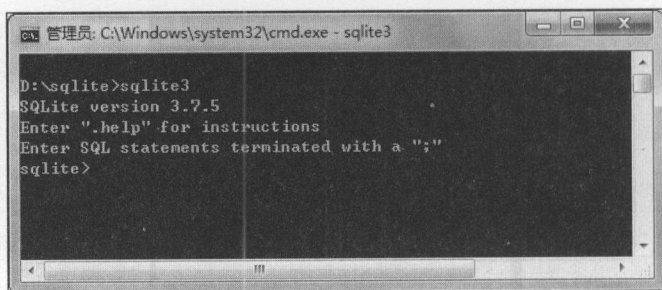 管理员: C:\Windows\system32\cmd.exe - sqlite3
D:\sqlite>sqlite3
SQLite version 3.7.5
Enter ".help" for instructions
Enter SQL statements terminated with a ";"
sqlite>